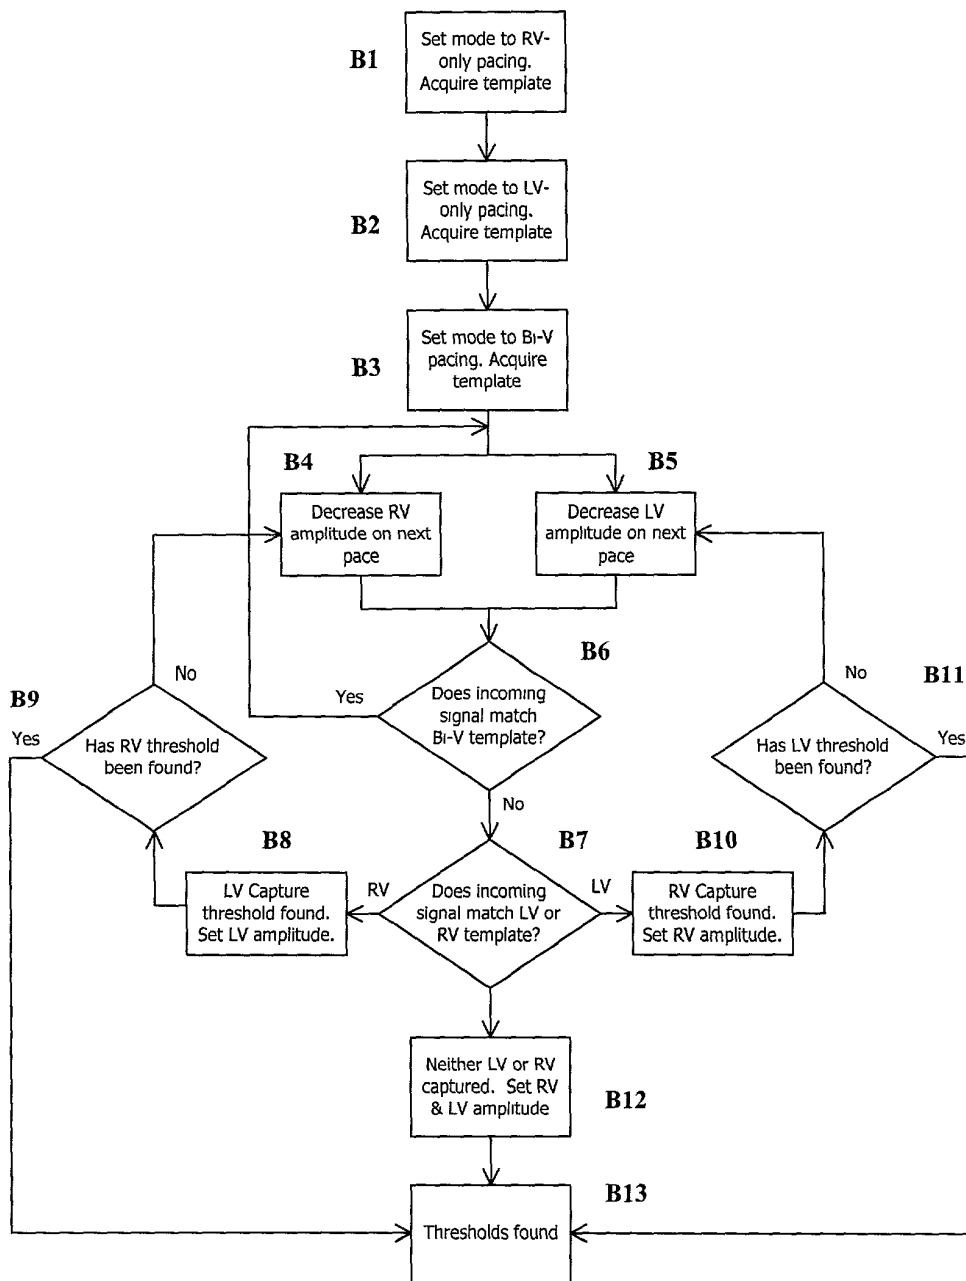 B1
Set mode to RV-
only pacing.
Acquire template
B2
Set mode to LV-
only pacing.
Acquire template
B3
Set mode to Bi-V
pacing. Acquire
template
B4
Decrease RV
amplitude on next
pace
B5
Decrease LV
amplitude on next
pace
B6
Yes
Does incoming
signal match
Bi-V template?
No
B9
No
Yes
Has RV threshold
been found?
B11
No
Yes
Has LV threshold
been found?
B8
LV Capture
threshold found.
Set LV amplitude.
B7
RV
LV
Does incoming
signal match LV or
RV template?
B10
RV Capture
threshold found.
Set RV amplitude.
Neither LV or RV
captured. Set RV
& LV amplitude
B12
B13
Thresholds found